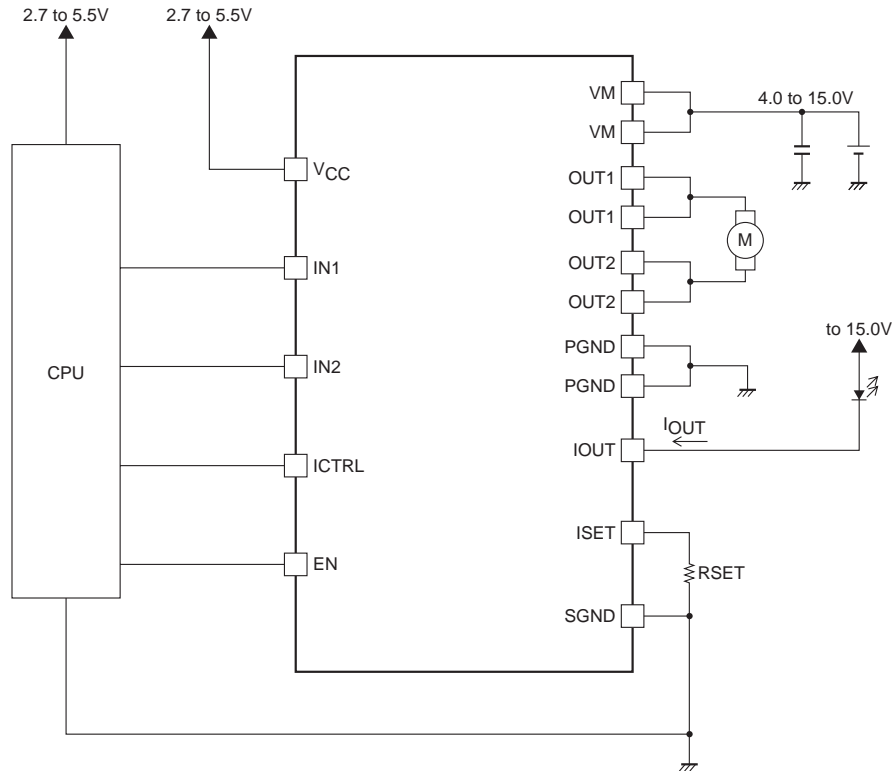 2.7 to 5.5V
2.7 to 5.5V
VM
4.0 to 15.0V
VM
VCC
OUT1
OUT1
M
IN1
OUT2
OUT2
to 15.0V
PGND
CPU
IN2
PGND
IOUT
IOUT
ICTRL
ISET
EN
RSET
SGND